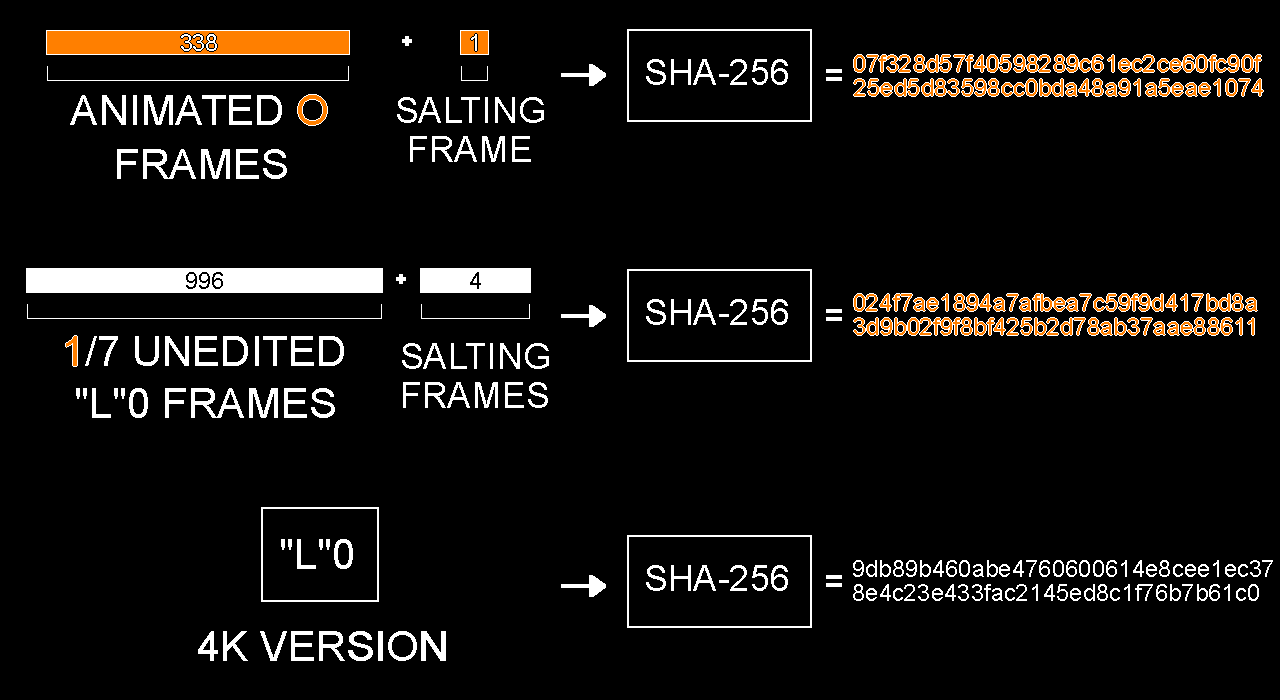 338 + 1
SHA-256
= 07f328d57f40598289c61ec2ce60fc90f
25ed5d83598cc0bda48a91a5eae1074
ANIMATED O
FRAMES
SALTING
FRAME
996 + 4
SHA-256
= 024f7ae1894a7afbea7c59f9d417bd8a
3d9b02f9f8bf425b2d78ab37aae88611
1/7 UNEDITED
"L"0 FRAMES
SALTING
FRAMES
"L"0
SHA-256
= 9db89b460abe4760600614e8cee1ec37
8e4c23e433fac2145ed8c1f76b7b61c0
4K VERSION